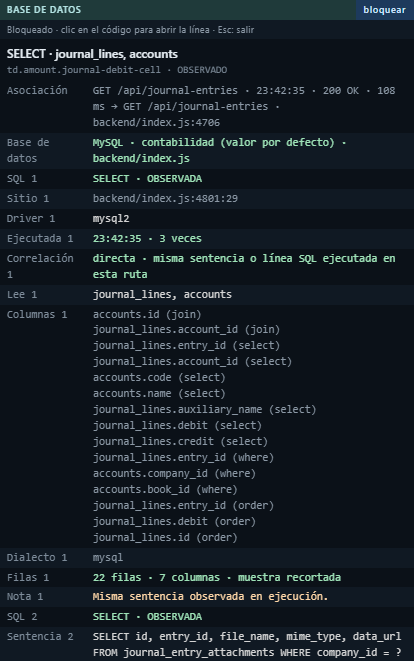 BASE DE DATOS
bloquear
Bloqueado · clic en el código para abrir la línea · Esc: salir
SELECT · journal_lines, accounts
td.amount.journal-debit-cell · OBSERVADO
Asociación GET /api/journal-entries · 23:42:35 · 200 OK · 108
ms → GET /api/journal-entries ·
backend/index.js:4706
Base de datos MySQL · contabilidad (valor por defecto) ·
backend/index.js
SQL 1 SELECT · OBSERVADA
Sitio 1 backend/index.js:4801:29
Driver 1 mysql2
Ejecutada 1 23:42:35 · 3 veces
Correlación 1 directa · misma sentencia o línea SQL ejecutada en
esta ruta
Lee 1 journal_lines, accounts
Columnas 1 accounts.id (join)
journal_lines.account_id (join)
journal_lines.entry_id (select)
journal_lines.account_id (select)
accounts.code (select)
accounts.name (select)
journal_lines.auxiliary_name (select)
journal_lines.debit (select)
journal_lines.credit (select)
journal_lines.entry_id (where)
accounts.company_id (where)
accounts.book_id (where)
journal_lines.entry_id (order)
journal_lines.debit (order)
journal_lines.id (order)
Dialecto 1 mysql
Filas 1 22 filas · 7 columnas · muestra recortada
Nota 1 Misma sentencia observada en ejecución.
SQL 2 SELECT · OBSERVADA
Sentencia 2 SELECT id, entry_id, file_name, mime_type, data_url
FROM journal_entry_attachments WHERE company_id = ?